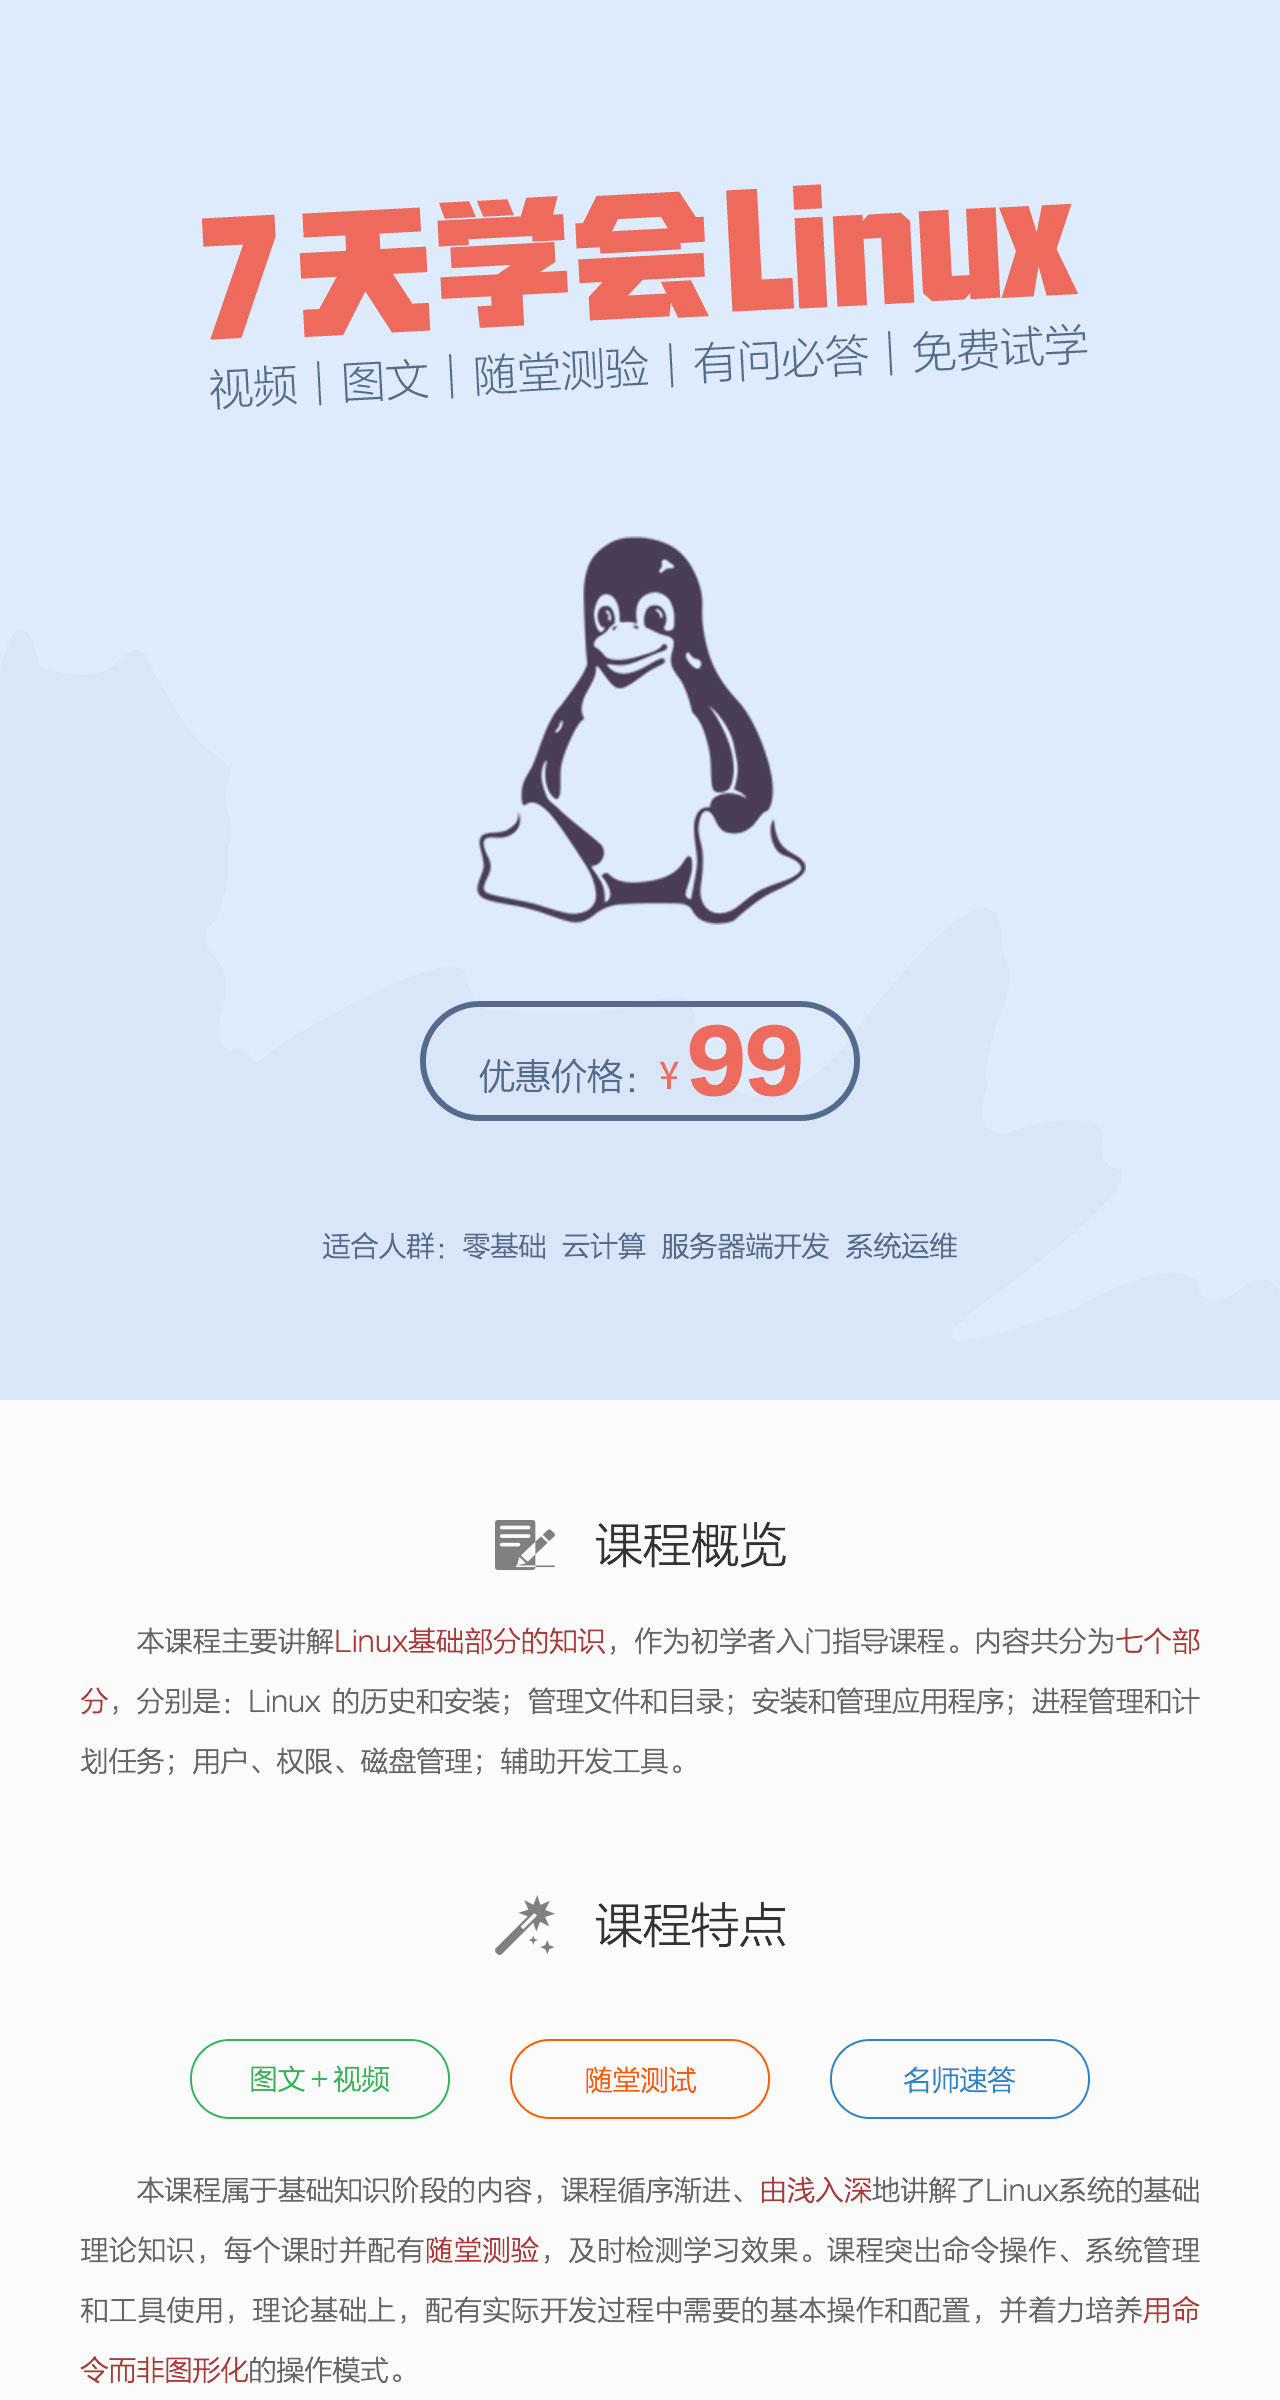 7天学会Linux
视频｜图文｜随堂测验｜有问必答｜免费试学
优惠价格：￥99
适合人群：零基础 云计算 服务器端开发 系统运维
课程概览
本课程主要讲解Linux基础部分的知识，作为初学者入门指导课程。内容共分为七个部
分，分别是：Linux 的历史和安装；管理文件和目录；安装和管理应用程序；进程管理和计
划任务；用户、权限、磁盘管理；辅助开发工具。
课程特点
图文+视频 随堂测试 名师速答
本课程属于基础知识阶段的内容，课程循序渐进、由浅入深地讲解了Linux系统的基础
理论知识，每个课时并配有随堂测验，及时检测学习效果。课程突出命令操作、系统管理
和工具使用，理论基础上，配有实际开发过程中需要的基本操作和配置，并着力培养用命
令而非图形化的操作模式。